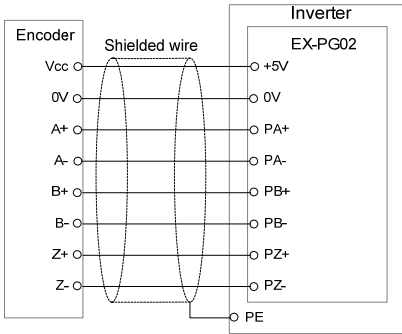 Inverter
Encoder
Shielded wire
EX-PG02
Vcc
+5V
0V
0V
A+
PA+
A-
PA-
B+
PB+
B-
PB-
Z+
PZ+
Z-
PZ-
PE